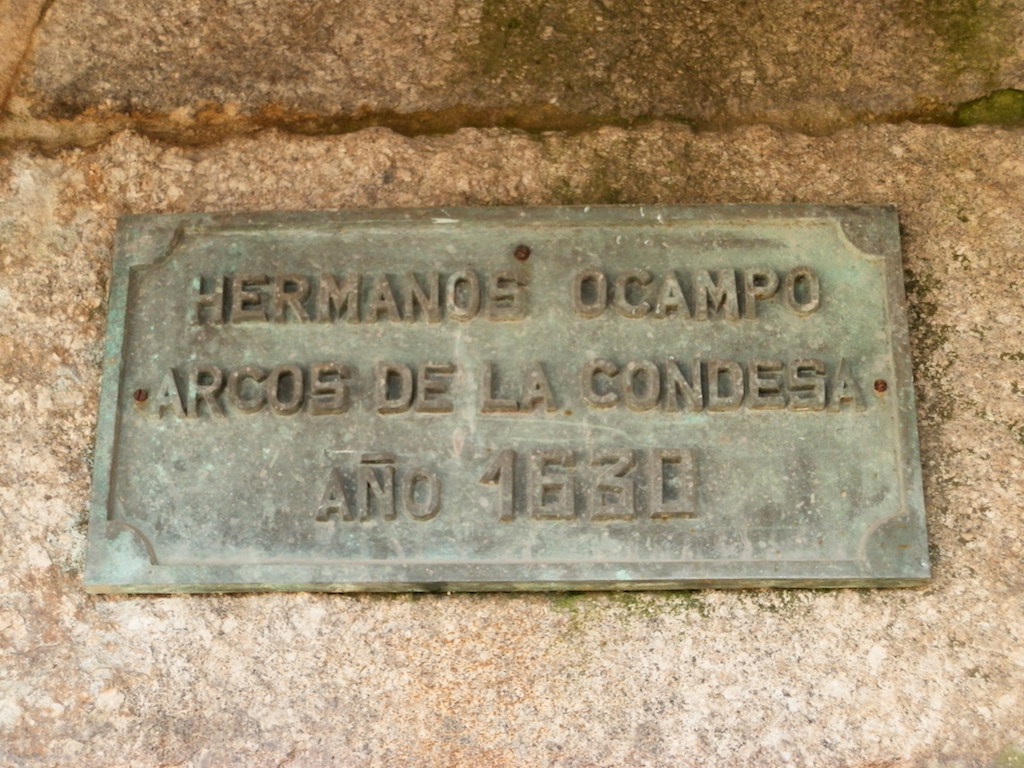 HERMANOS OCAMPO
ARCOS DE LA CONDESA
AÑO 1630